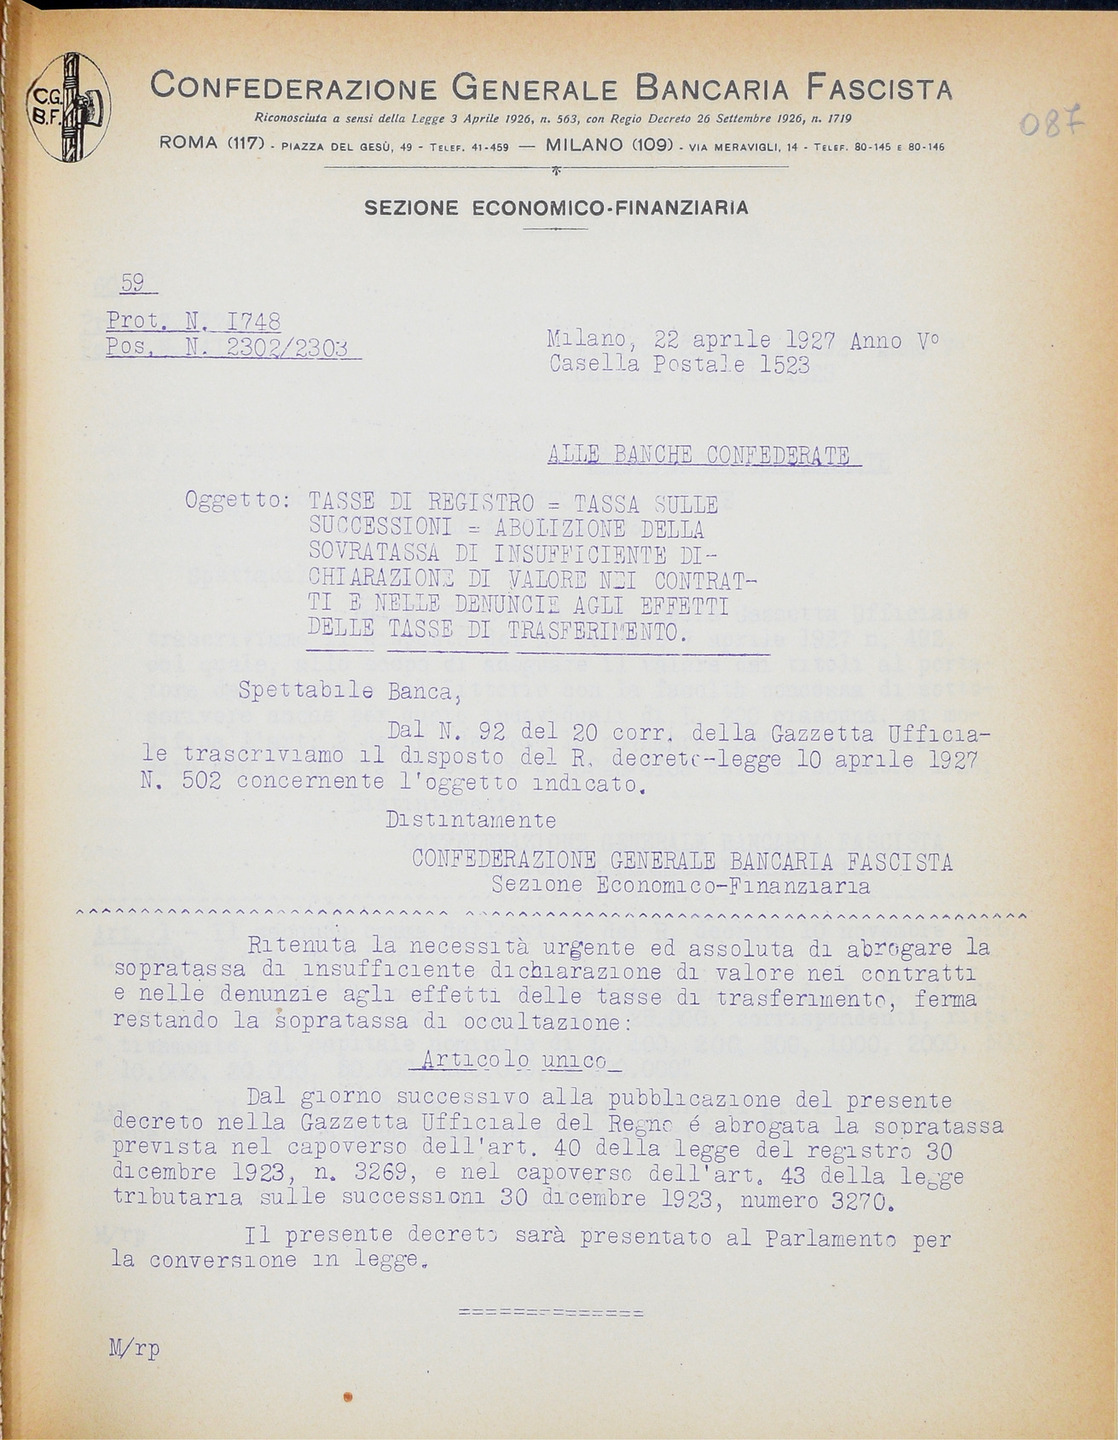 C.G.
B.F.
CONFEDERAZIONE GENERALE BANCARIA FASCISTA
Riconosciuta a sensi della Legge 3 Aprile 1926, n. 563, con Regio Decreto 26 Settembre 1926, n. 1719
087
ROMA (117) - PIAZZA DEL GESÙ, 49 - TELEF. 41-459 — MILANO (109) - VIA MERAVIGLI, 14 - TELEF. 80-145 E 80-146
SEZIONE ECONOMICO-FINANZIARIA
59
Prot. N. I748
Pos. N. 2302/2303
Milano, 22 aprile 1927 Anno V°
Casella Postale 1523
ALLE BANCHE CONFEDERATE
Oggetto: TASSE DI REGISTRO = TASSA SULLE
SUCCESSIONI = ABOLIZIONE DELLA
SOVRATASSA DI INSUFFICIENTE DI-
CHIARAZIONE DI VALORE NEI CONTRAT-
TI E NELLE DENUNCIE AGLI EFFETTI
DELLE TASSE DI TRASFERIMENTO.
Spettabile Banca,
Dal N. 92 del 20 corr. della Gazzetta Ufficia-
le trascriviamo il disposto del R. decreto-legge 10 aprile 1927
N. 502 concernente l'oggetto indicato.
Distintamente
CONFEDERAZIONE GENERALE BANCARIA FASCISTA
Sezione Economico-Finanziaria
Ritenuta la necessità urgente ed assoluta di abrogare la
sopratassa di insufficiente dichiarazione di valore nei contratti
e nelle denunzie agli effetti delle tasse di trasferimento, ferma
restando la sopratassa di occultazione:
Articolo unico
Dal giorno successivo alla pubblicazione del presente
decreto nella Gazzetta Ufficiale del Regno é abrogata la sopratassa
prevista nel capoverso dell'art. 40 della legge del registro 30
dicembre 1923, n. 3269, e nel capoverso dell'art. 43 della legge
tributaria sulle successioni 30 dicembre 1923, numero 3270.
Il presente decreto sarà presentato al Parlamento per
la conversione in legge.
==============
M/rp